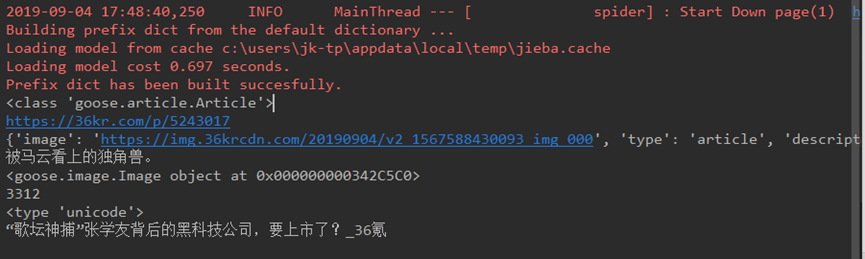 2019-09-04 17:48:40,250 INFO MainThread --- [ spider] : Start Down page(1) h
Building prefix dict from the default dictionary ...
Loading model from cache c:\users\jk-tp\appdata\local\temp\jieba.cache
Loading model cost 0.697 seconds.
Prefix dict has been built succesfully.
<class 'goose.article.Article'>
https://36kr.com/p/5243017
{'image': 'https://img.36krcdn.com/20190904/v2_1567588430093_img_000', 'type': 'article', 'descript
被马云看上的独角兽。
<goose.image.Image object at 0x000000000342C5C0>
3312
<type 'unicode'>
“歌坛神捕”张学友背后的黑科技公司，要上市了？_36氪